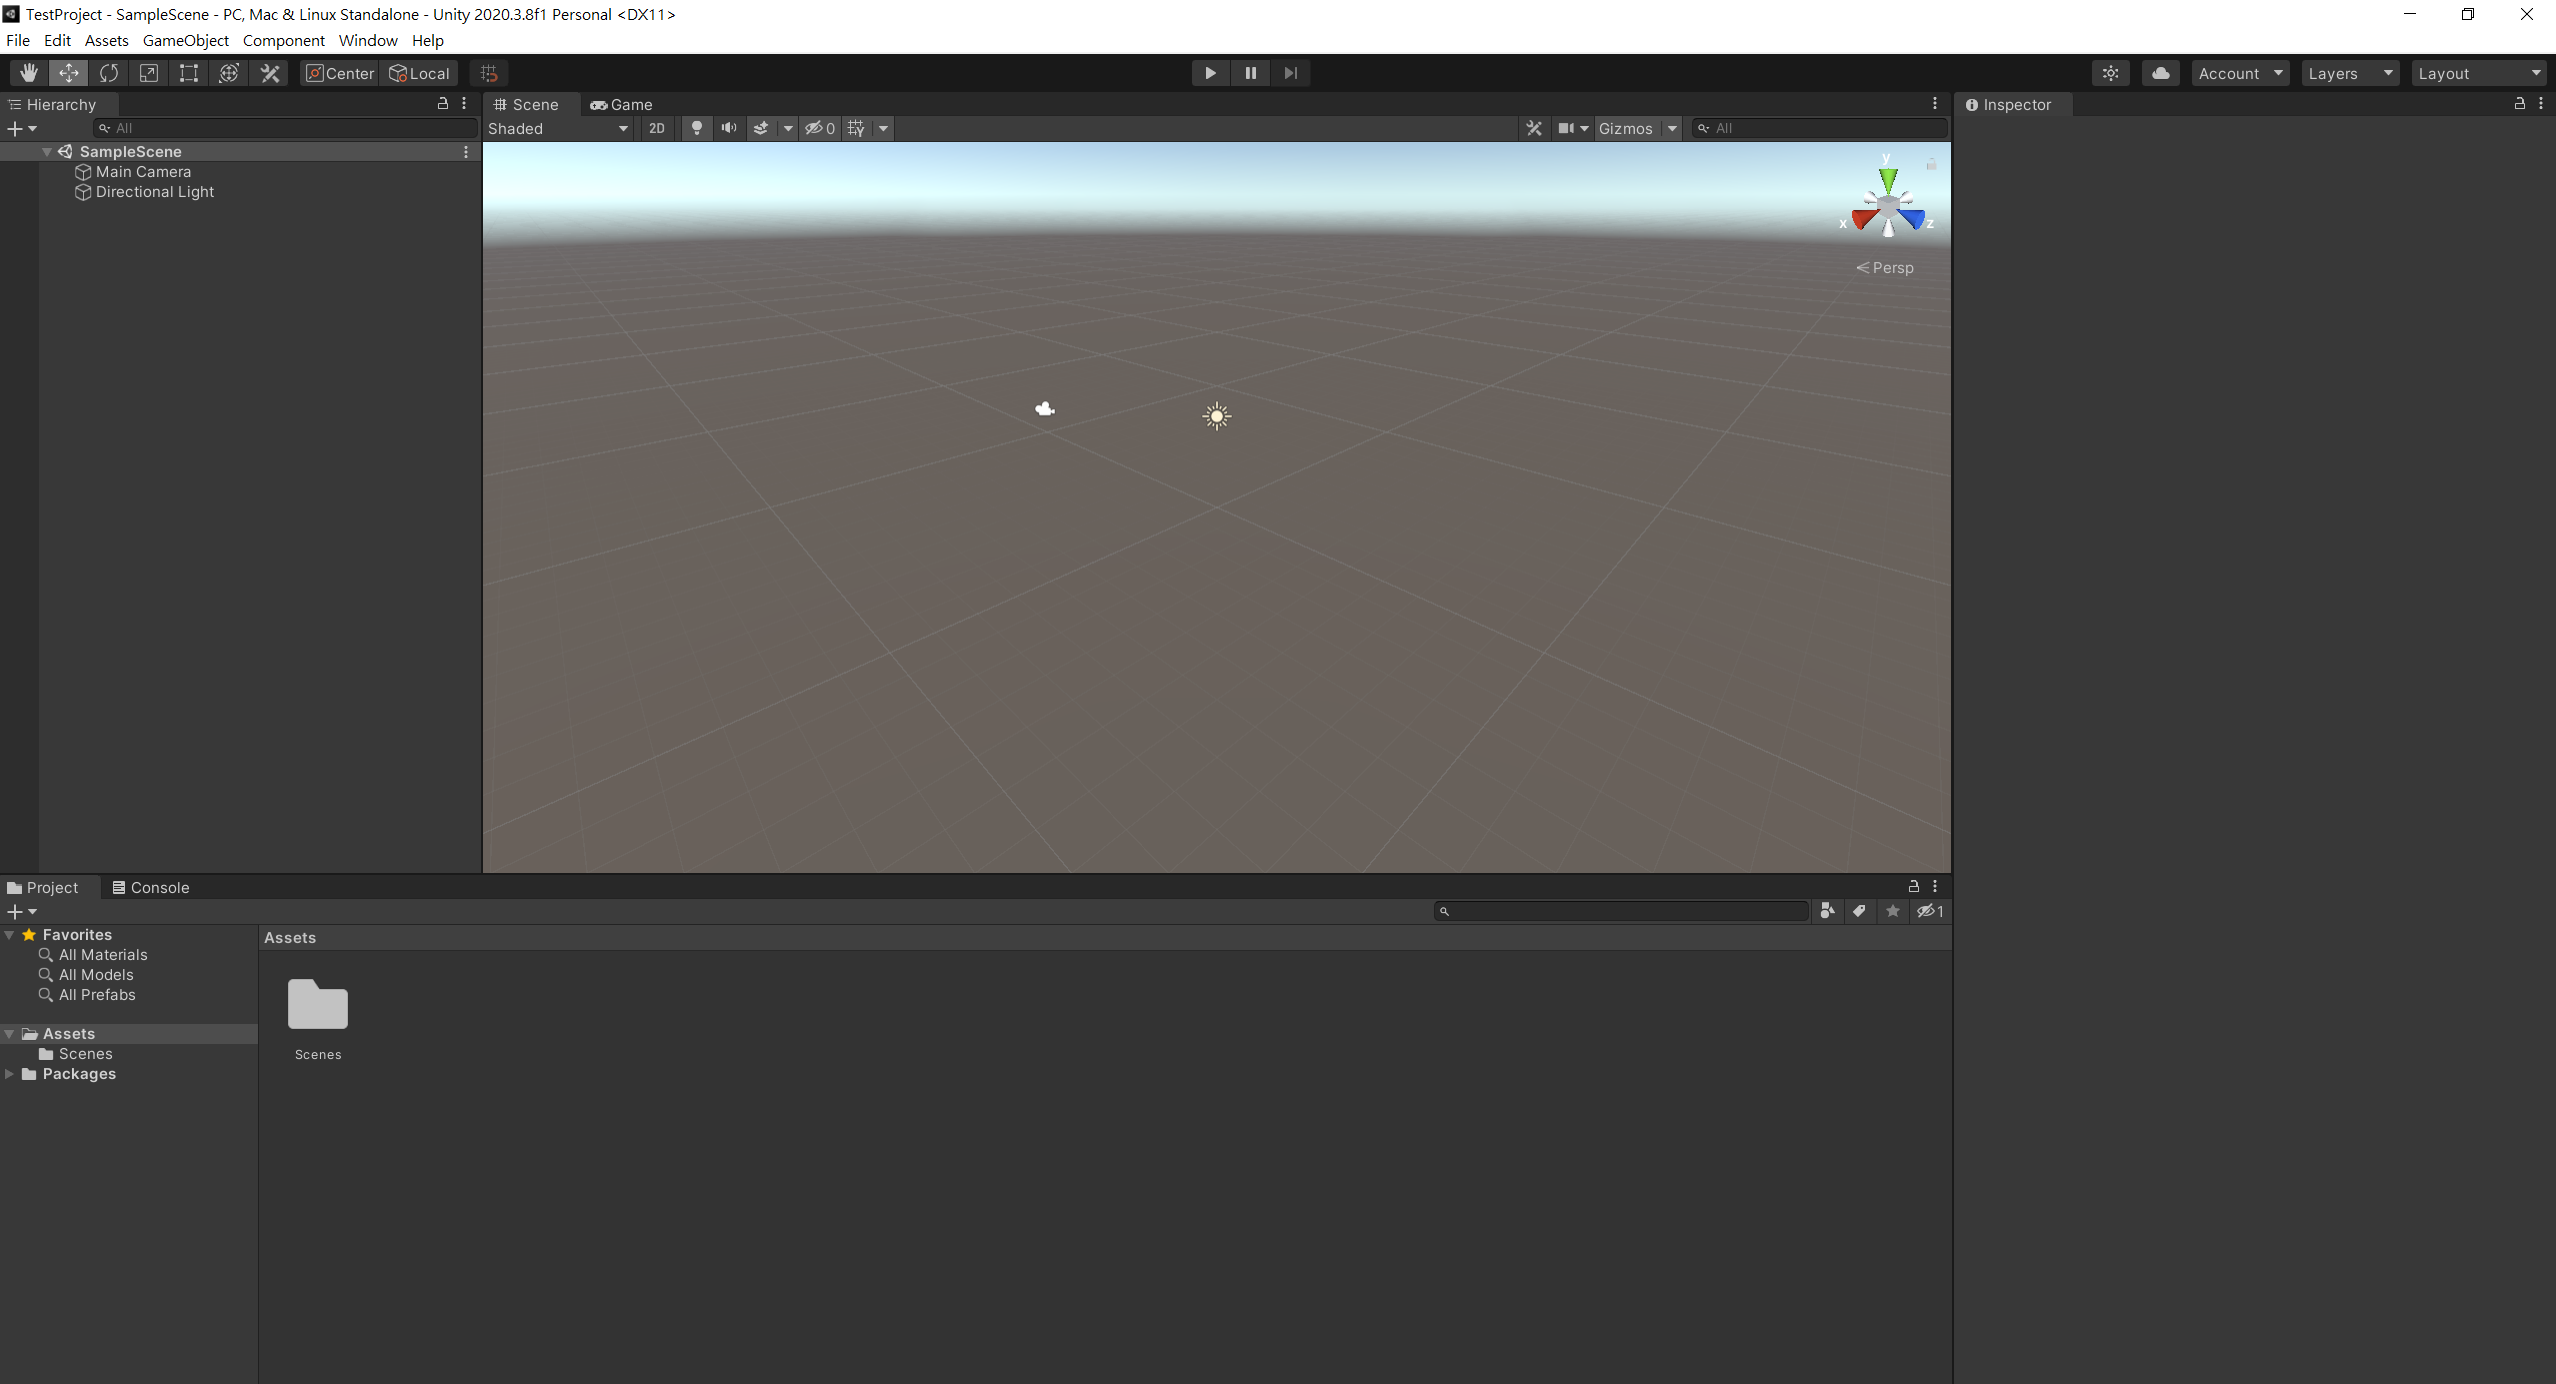 TestProject - SampleScene - PC, Mac & Linux Standalone - Unity 2020.3.8f1 Personal <DX11>
File Edit Assets GameObject Component Window Help
Center Local Account Layers Layout
Hierarchy
All
SampleScene
Main Camera
Directional Light
Scene Game
Shaded 2D 0 Gizmos All
y
x z
Persp
Inspector
Project Console
1
Favorites
All Materials
All Models
All Prefabs
Assets
Scenes
Packages
Assets
Scenes